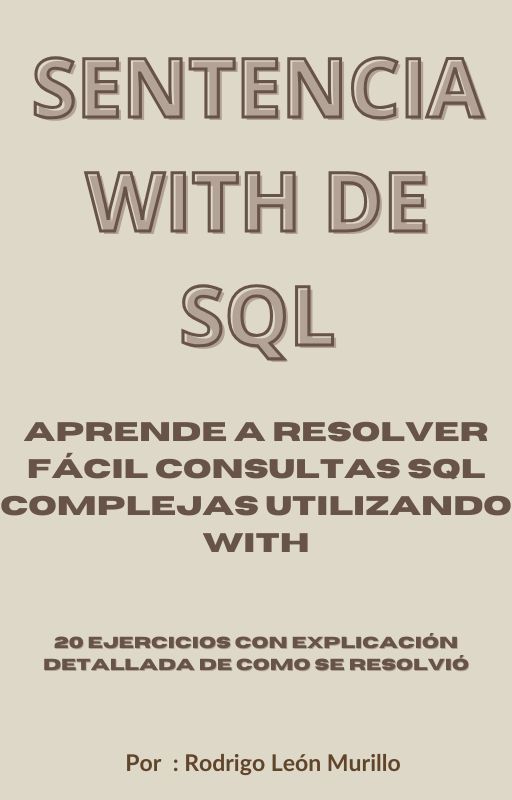 SENTENCIA
WITH DE
SQL
APRENDE A RESOLVER
FÁCIL CONSULTAS SQL
COMPLEJAS UTILIZANDO
WITH
20 EJERCICIOS CON EXPLICACIÓN
DETALLADA DE COMO SE RESOLVIÓ
Por : Rodrigo León Murillo